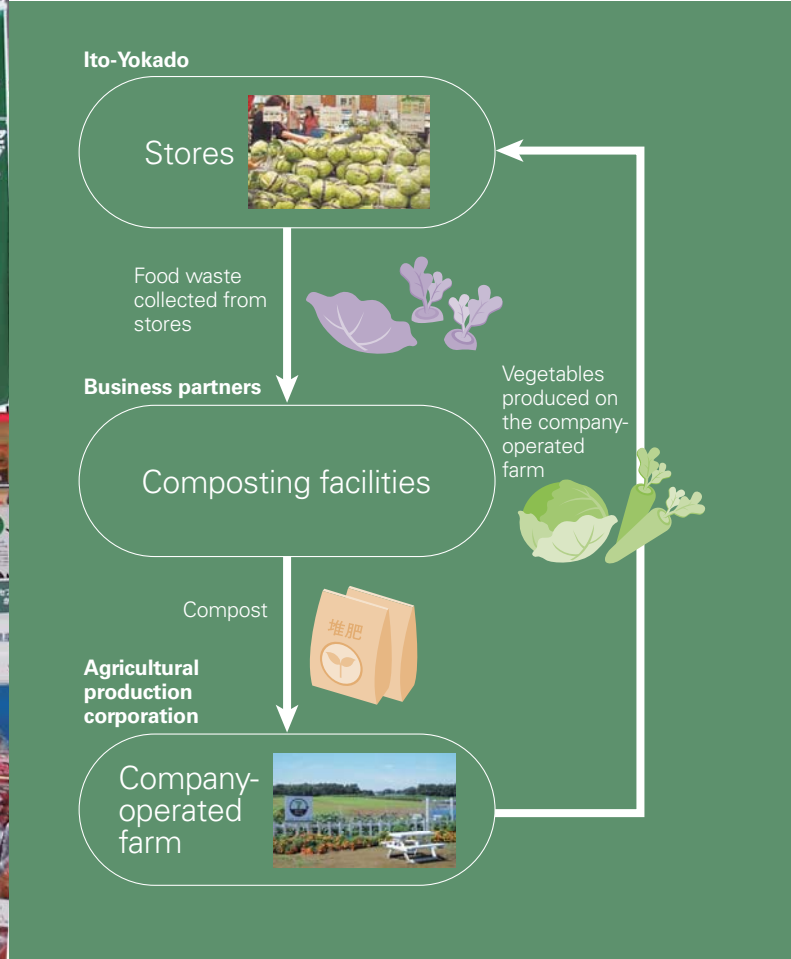 Ito-Yokado
Stores
Food waste
collected from
stores
Business partners
Composting facilities
Vegetables
produced on
the company-
operated
farm
Compost
堆肥
Agricultural
production
corporation
Company-
operated
farm